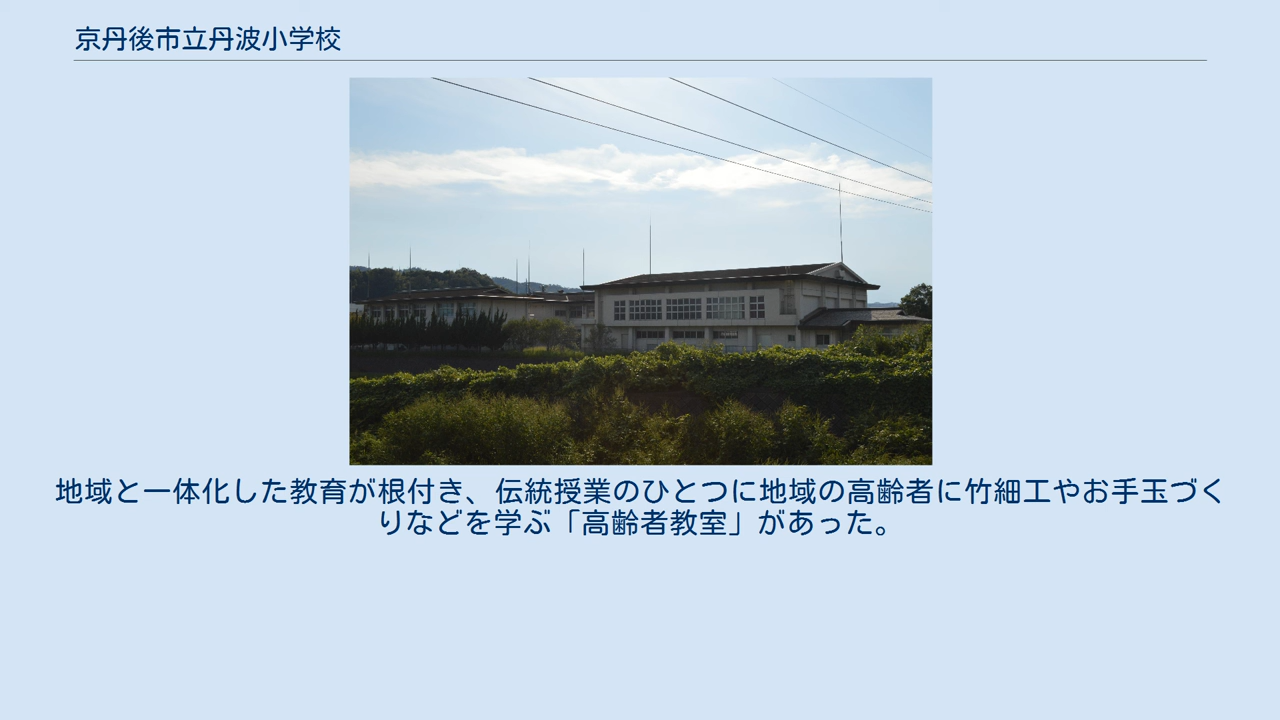 京丹後市立丹波小学校
地域と一体化した教育が根付き、伝統授業のひとつに地域の高齢者に竹細工やお手玉づく
りなどを学ぶ「高齢者教室」があった。